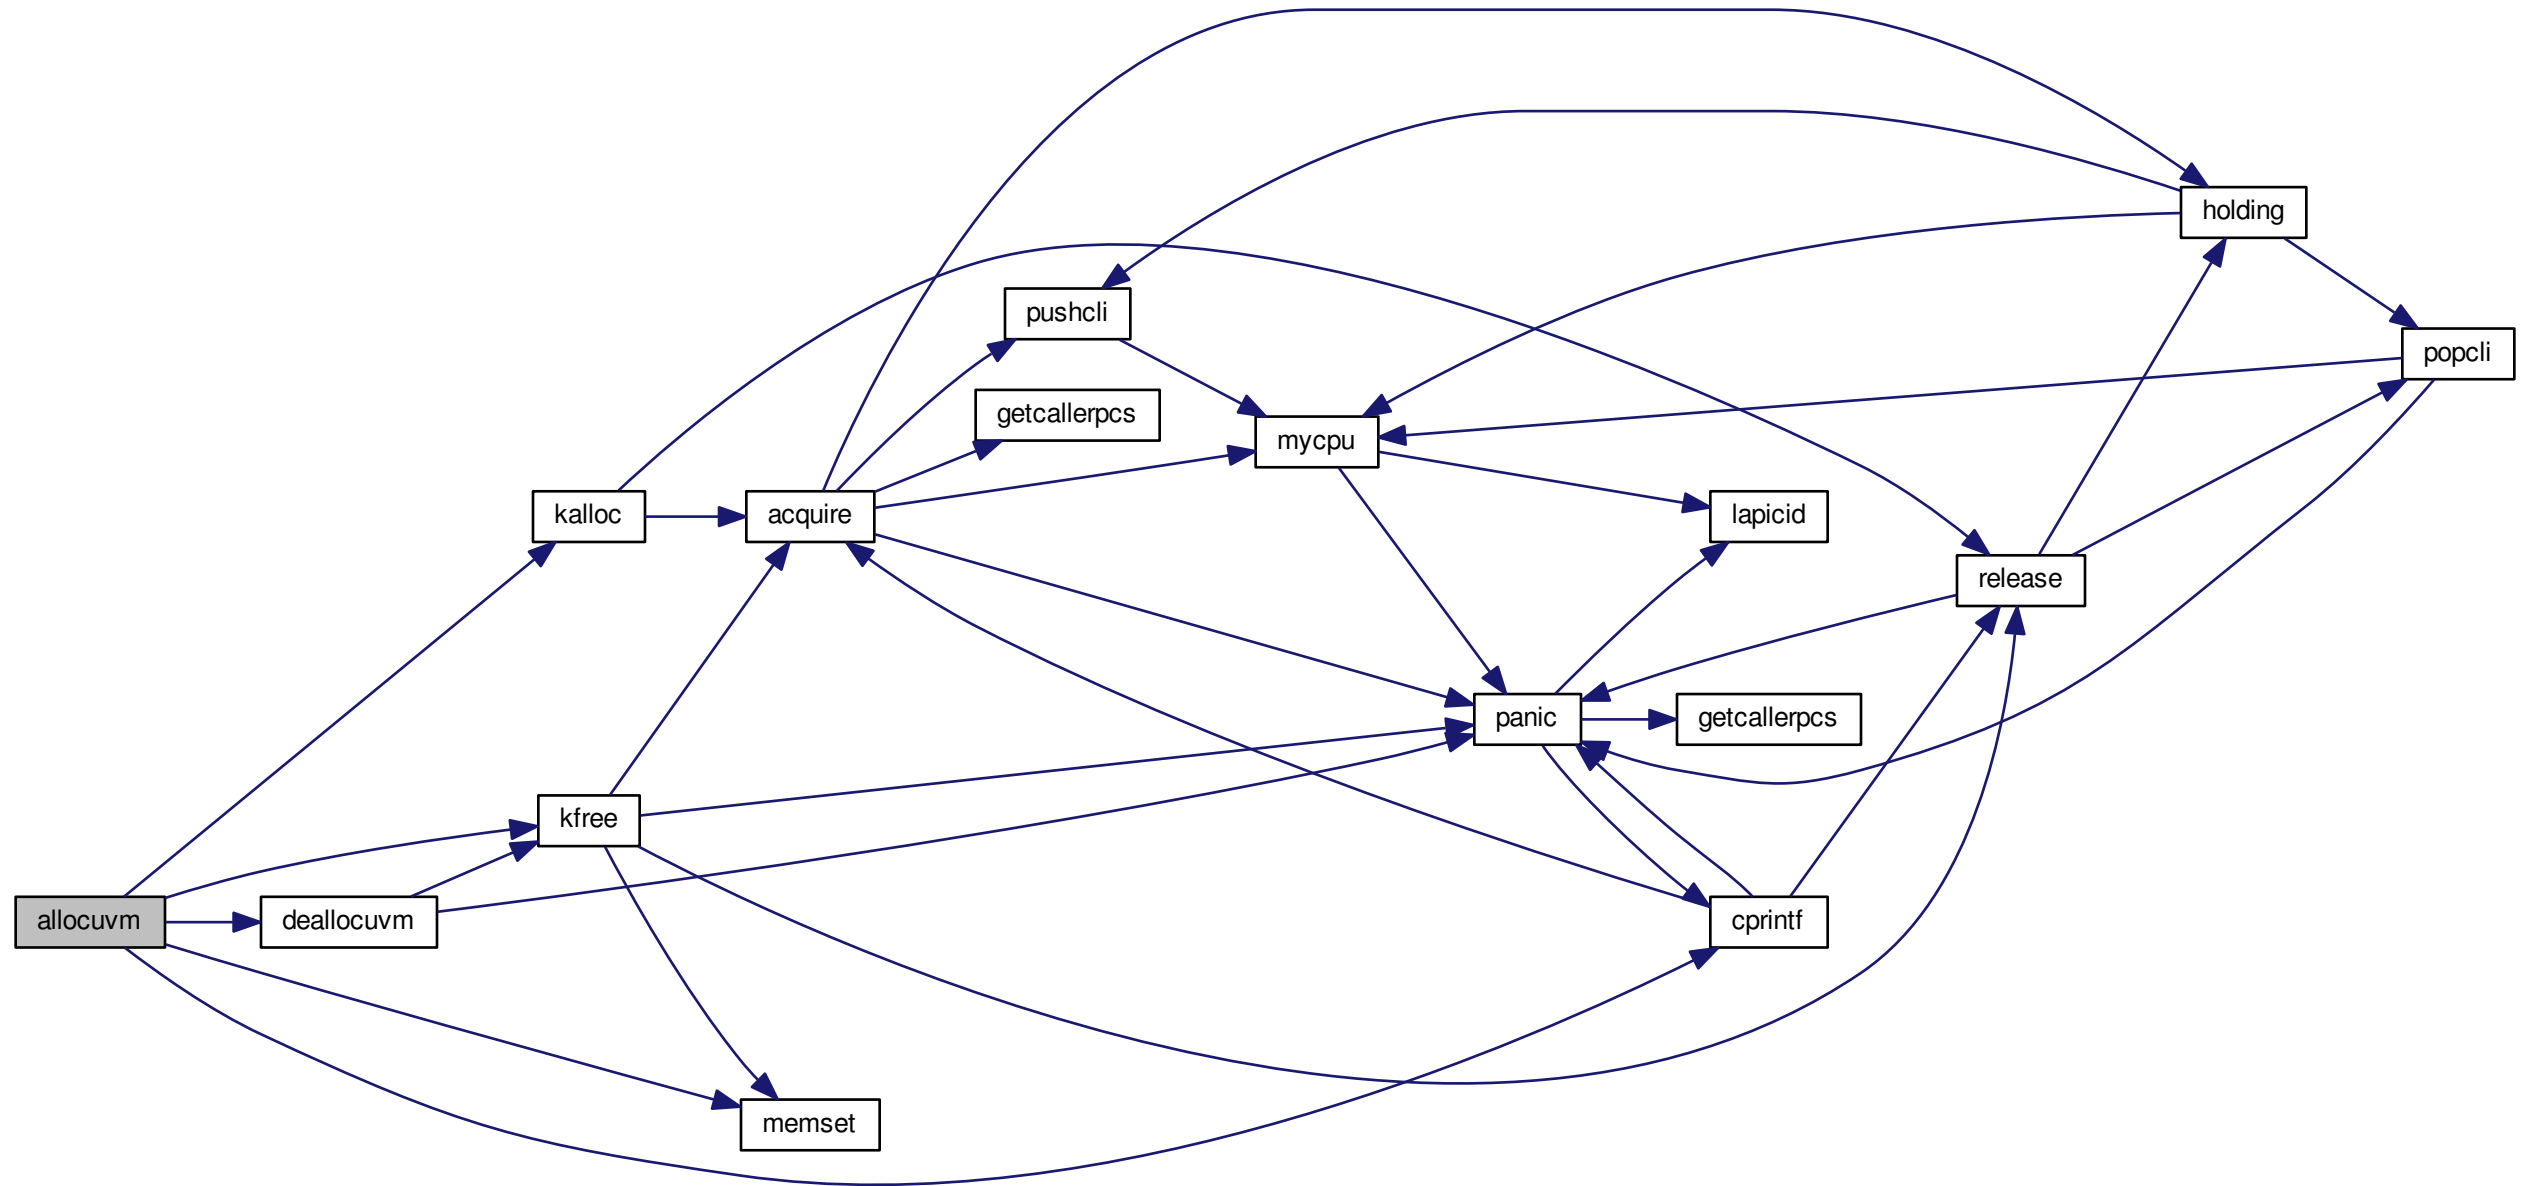 holding
pushcli
popcli
getcallerpcs
mycpu
kalloc
acquire
lapicid
release
panic
getcallerpcs
kfree
allocuvm
deallocuvm
cprintf
memset